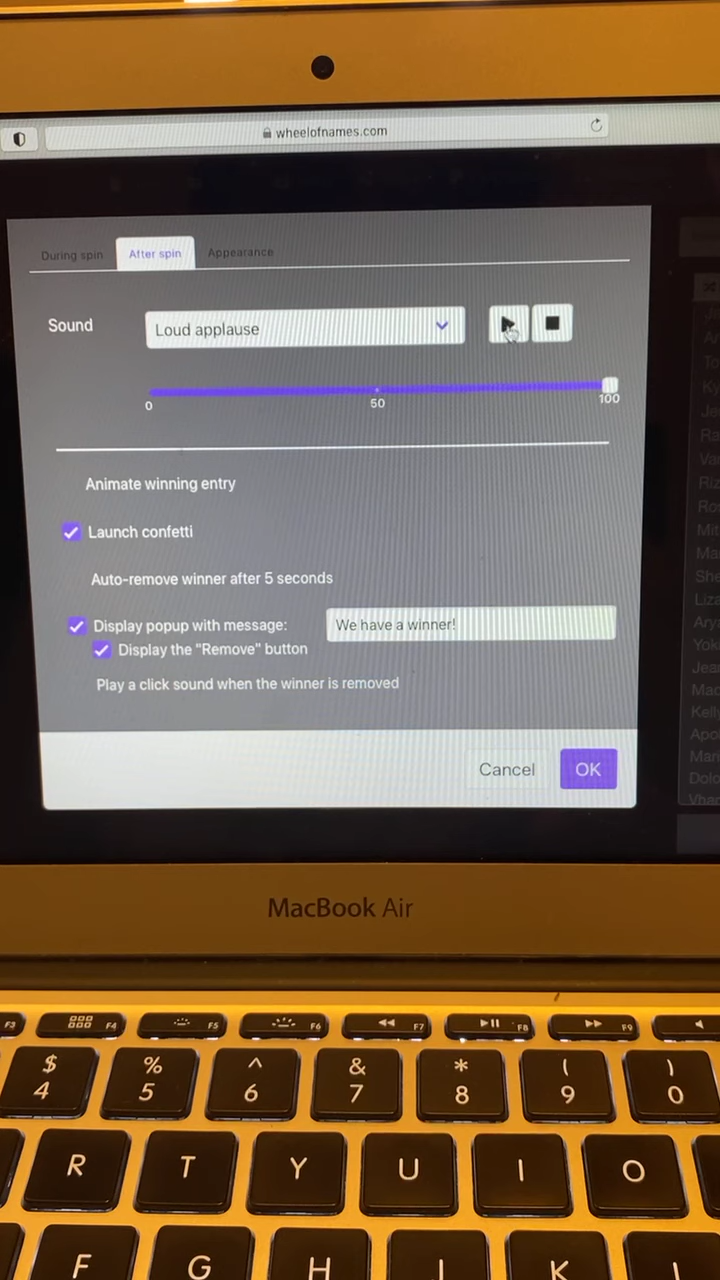 wheelofnames.com
During spin After spin Appearance
Sound Loud applause
0 50 100
Animate winning entry
Launch confetti
Auto-remove winner after 5 seconds
Display popup with message: We have a winner!
Display the "Remove" button
Play a click sound when the winner is removed
Cancel OK
Kelly
MacBook Air
F3 F4 F5 F6 F7 F8 F9
$ % ^ & * ( )
4 5 6 7 8 9 0
R T Y U I O
F G H J K L